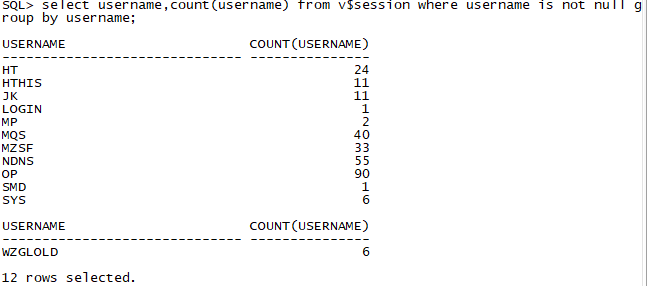 SQL> select username,count(username) from v$session where username is not null g
roup by username;
USERNAME                       COUNT(USERNAME)
------------------------------ ---------------
HT                                          24
HTHIS                                       11
JK                                          11
LOGIN                                        1
MP                                           2
MQS                                         40
MZSF                                        33
NDNS                                        55
OP                                          90
SMD                                          1
SYS                                          6
USERNAME                       COUNT(USERNAME)
------------------------------ ---------------
WZGLOLD                                      6
12 rows selected.